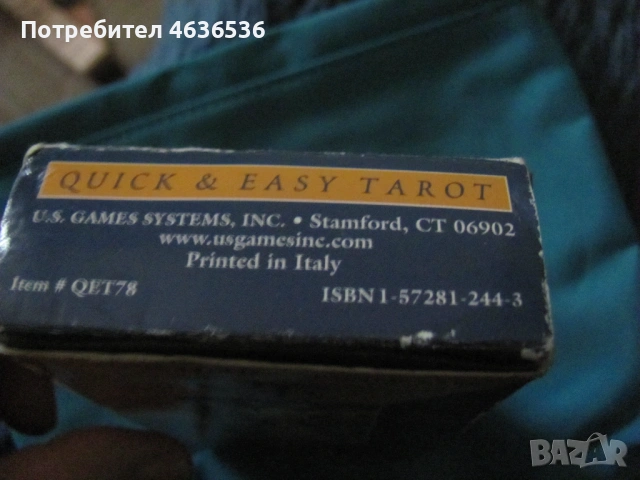 Потребител 4636536
QUICK & EASY TAROT
U.S. GAMES SYSTEMS, INC. • Stamford, CT 06902
www.usgamesinc.com
Printed in Italy
Item # QET78
ISBN 1-57281-244-3
BAZAR